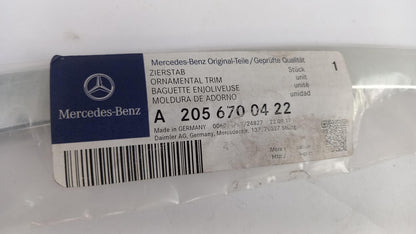 Mercedes-Benz Original-Teile / Geprüfte Qualität
ZIERSTAB Stück 1
ORNAMENTAL TRIM unit
BAGUETTE ENJOLIVEUSE unité
MOLDURA DE ADORNO unidad
Mercedes-Benz
A 205 670 04 22
Made in GERMANY
Daimler AG, Germany, Mercedesstr. 137, 70327 Stuttg